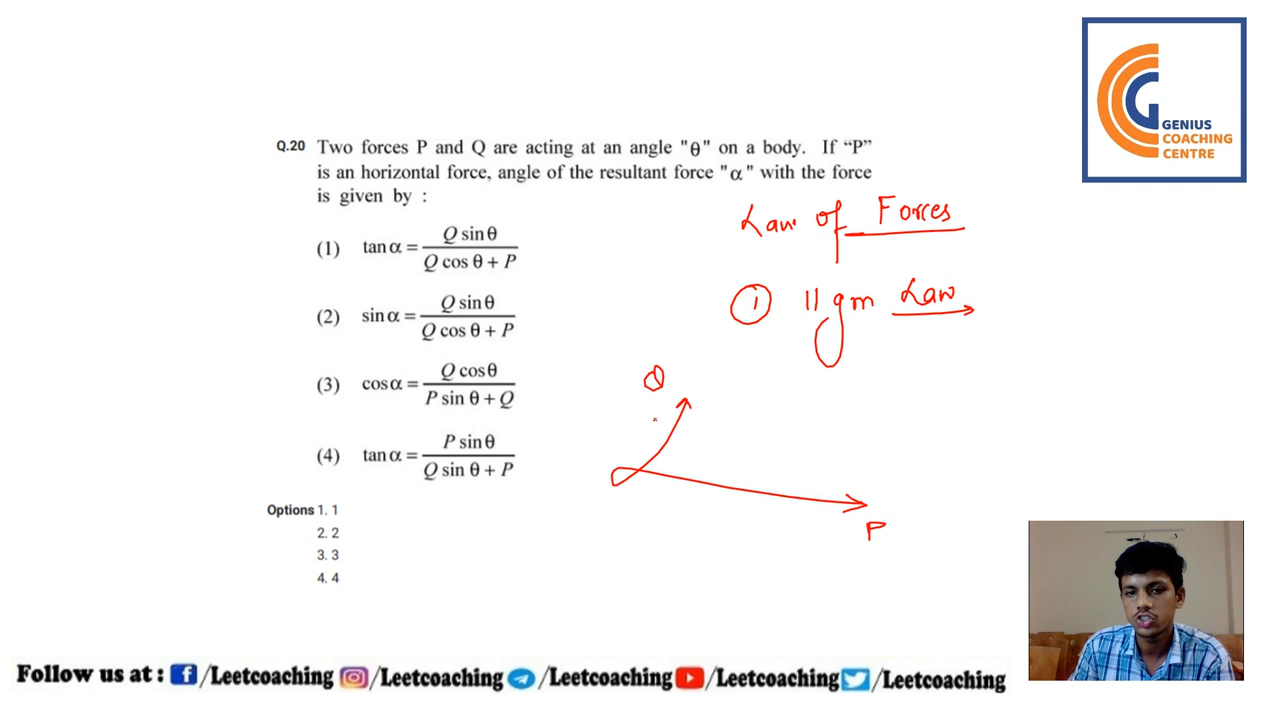 GENIUS
COACHING
CENTRE
Q.20 Two forces P and Q are acting at an angle "θ" on a body. If “P”
is an horizontal force, angle of the resultant force "α" with the force
is given by :
(1) tan α = Q sin θ / Q cos θ + P
(2) sin α = Q sin θ / Q cos θ + P
(3) cos α = Q cos θ / P sin θ + Q
(4) tan α = P sin θ / Q sin θ + P
Options 1. 1
2. 2
3. 3
4. 4
Law of Forces
① || gm Law
Q
P
Follow us at : /Leetcoaching /Leetcoaching /Leetcoaching /Leetcoaching /Leetcoaching